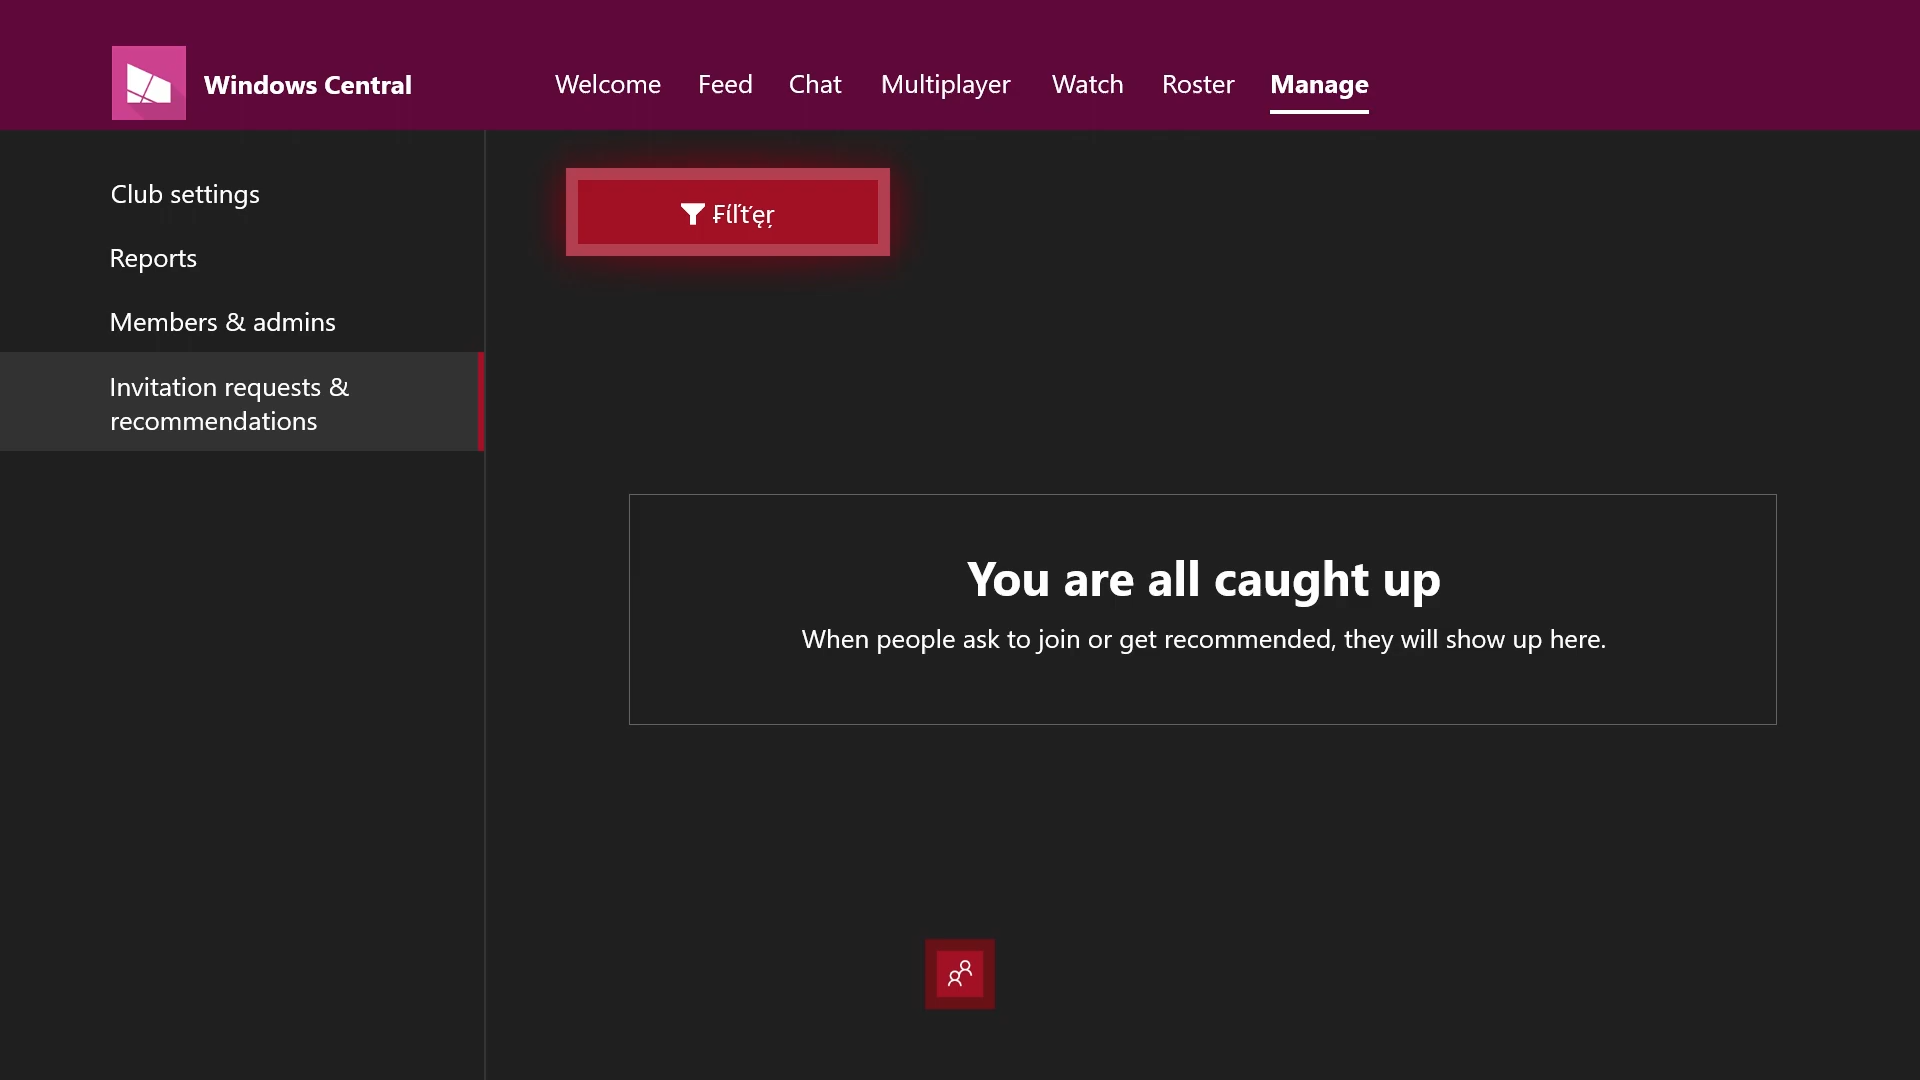 Windows Central
Welcome Feed Chat Multiplayer Watch Roster Manage
Club settings
Reports
Members & admins
Invitation requests &
recommendations
₣íľťęŗ
You are all caught up
When people ask to join or get recommended, they will show up here.